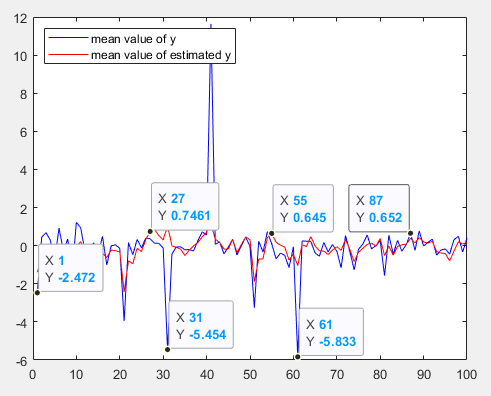 12
mean value of y
mean value of estimated y
10
8
6
4
2
0
-2
-4
-6
X 27
Y 0.7461
X 55
Y 0.645
X 87
Y 0.652
X 1
Y -2.472
X 31
Y -5.454
X 61
Y -5.833
0 10 20 30 40 50 60 70 80 90 100